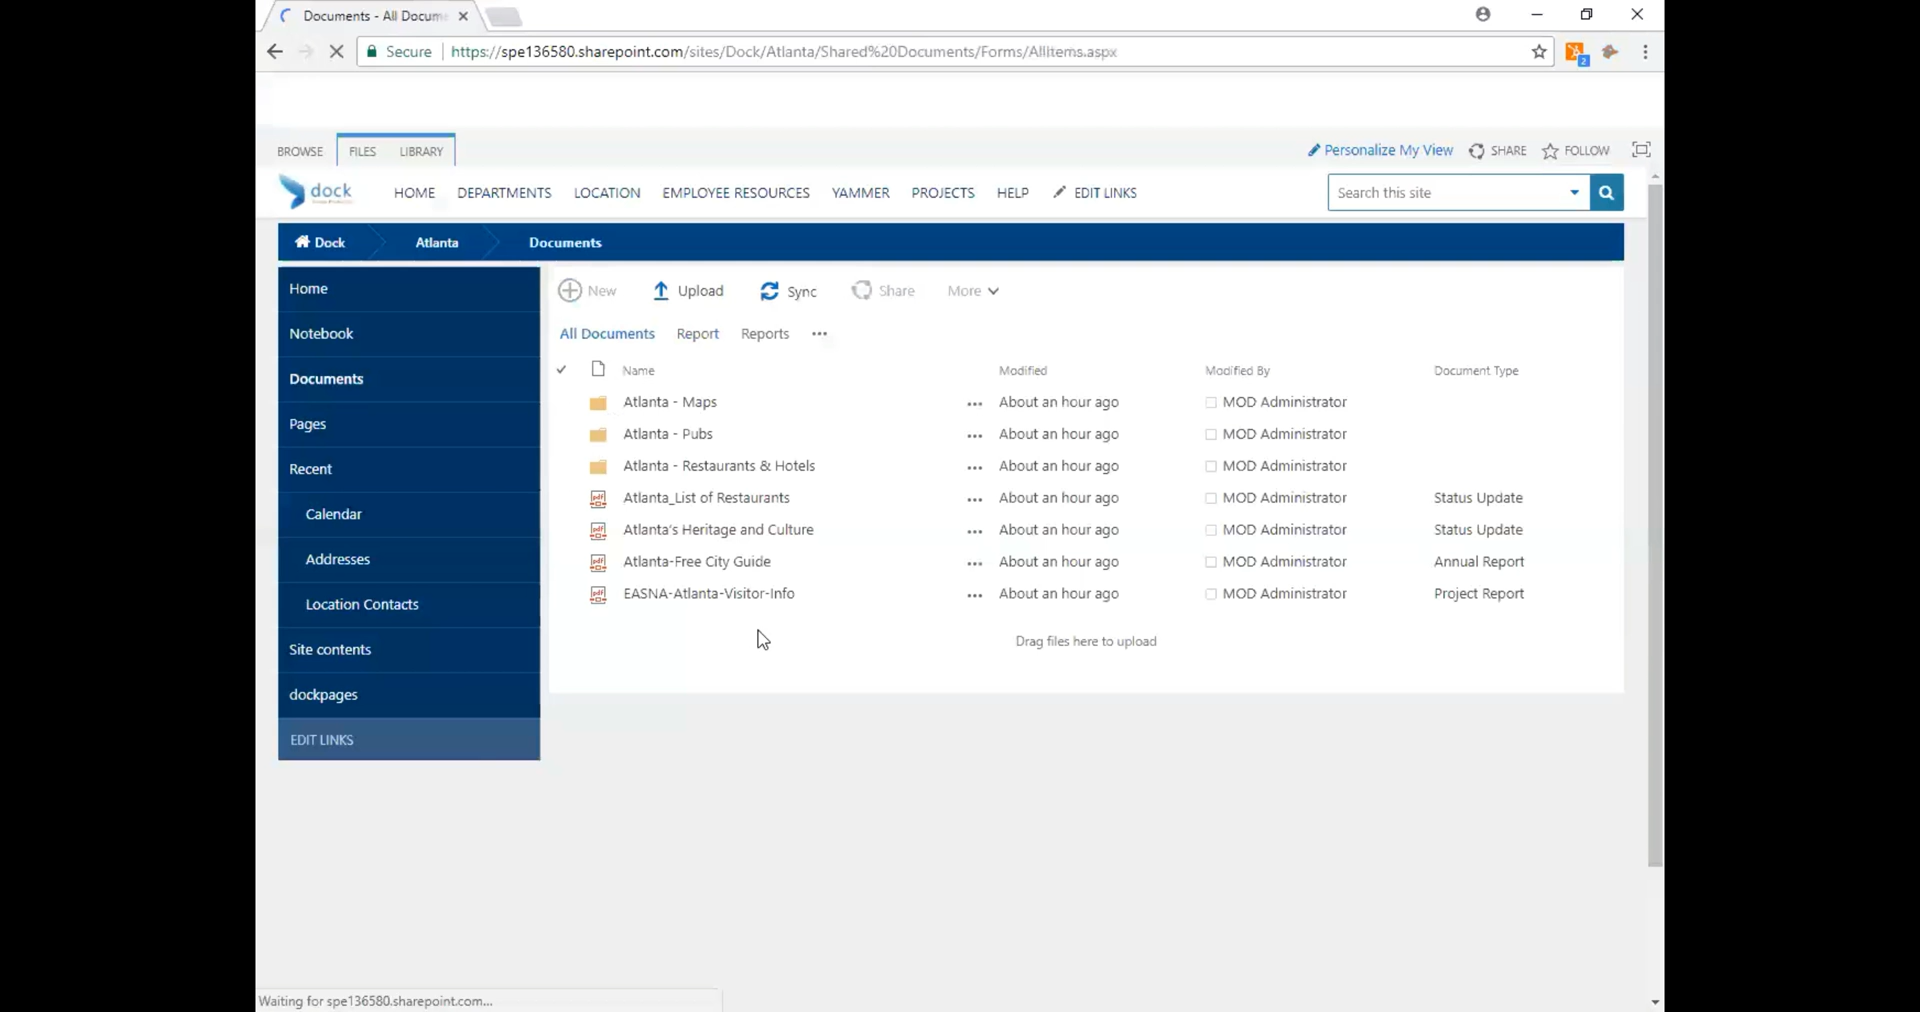 Documents - All Docume
Secure https://spe136580.sharepoint.com/sites/Dock/Atlanta/Shared%20Documents/Forms/AllItems.aspx
2
BROWSE FILES LIBRARY Personalize My View SHARE FOLLOW
dock HOME DEPARTMENTS LOCATION EMPLOYEE RESOURCES YAMMER PROJECTS HELP EDIT LINKS Search this site
Dock Atlanta Documents
Home
Notebook
Documents
Pages
Recent
Calendar
Addresses
Location Contacts
Site contents
dockpages
EDIT LINKS
New Upload Sync Share More
All Documents Report Reports •••
Name Modified Modified By Document Type
Atlanta - Maps ••• About an hour ago MOD Administrator
Atlanta - Pubs ••• About an hour ago MOD Administrator
Atlanta - Restaurants & Hotels ••• About an hour ago MOD Administrator
pdf Atlanta_List of Restaurants ••• About an hour ago MOD Administrator Status Update
pdf Atlanta's Heritage and Culture ••• About an hour ago MOD Administrator Status Update
pdf Atlanta-Free City Guide ••• About an hour ago MOD Administrator Annual Report
pdf EASNA-Atlanta-Visitor-Info ••• About an hour ago MOD Administrator Project Report
Drag files here to upload
Waiting for spe136580.sharepoint.com...